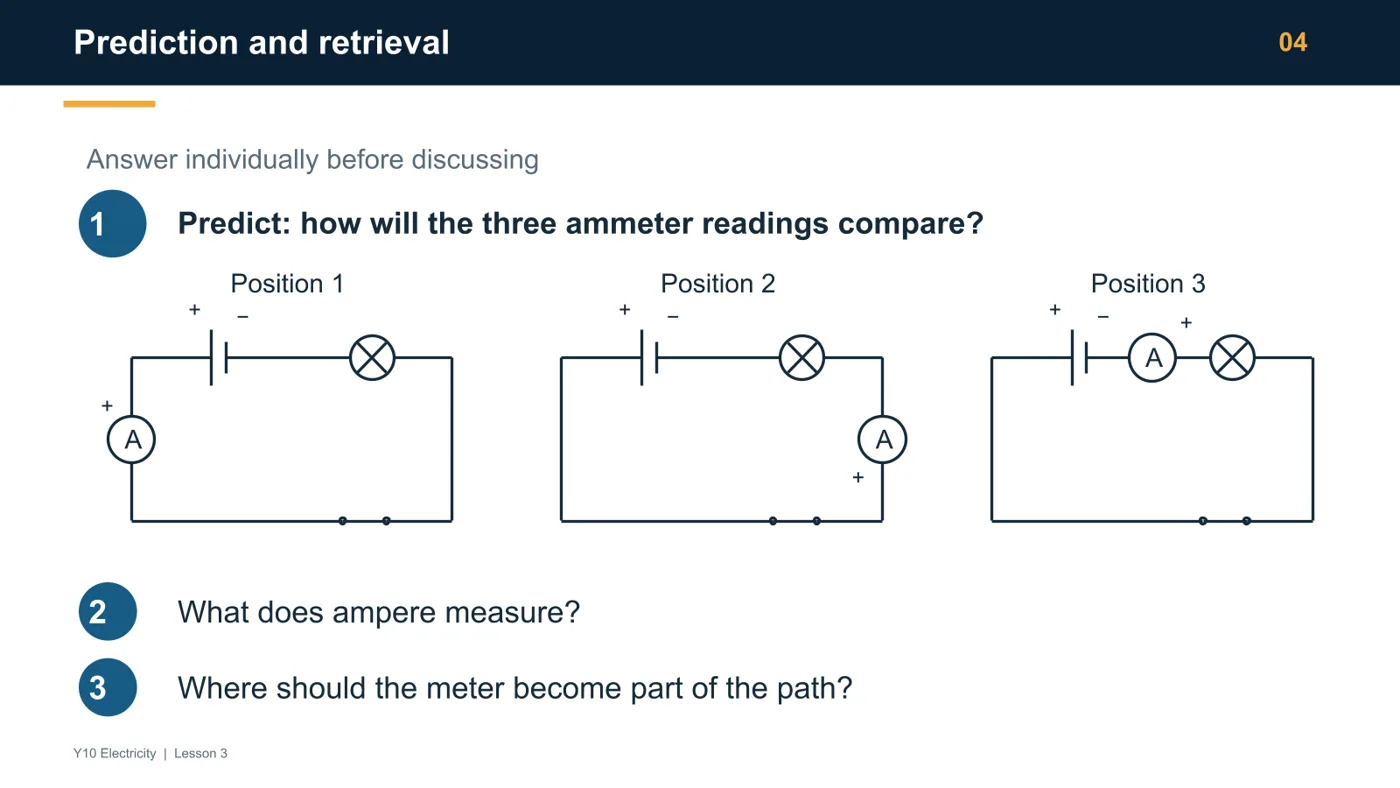 Prediction and retrieval
04
Answer individually before discussing
1
Predict: how will the three ammeter readings compare?
Position 1
Position 2
Position 3
+ −
+ −
+ − +
A
A
+
+
A
A
+
2
What does ampere measure?
3
Where should the meter become part of the path?
Y10 Electricity | Lesson 3